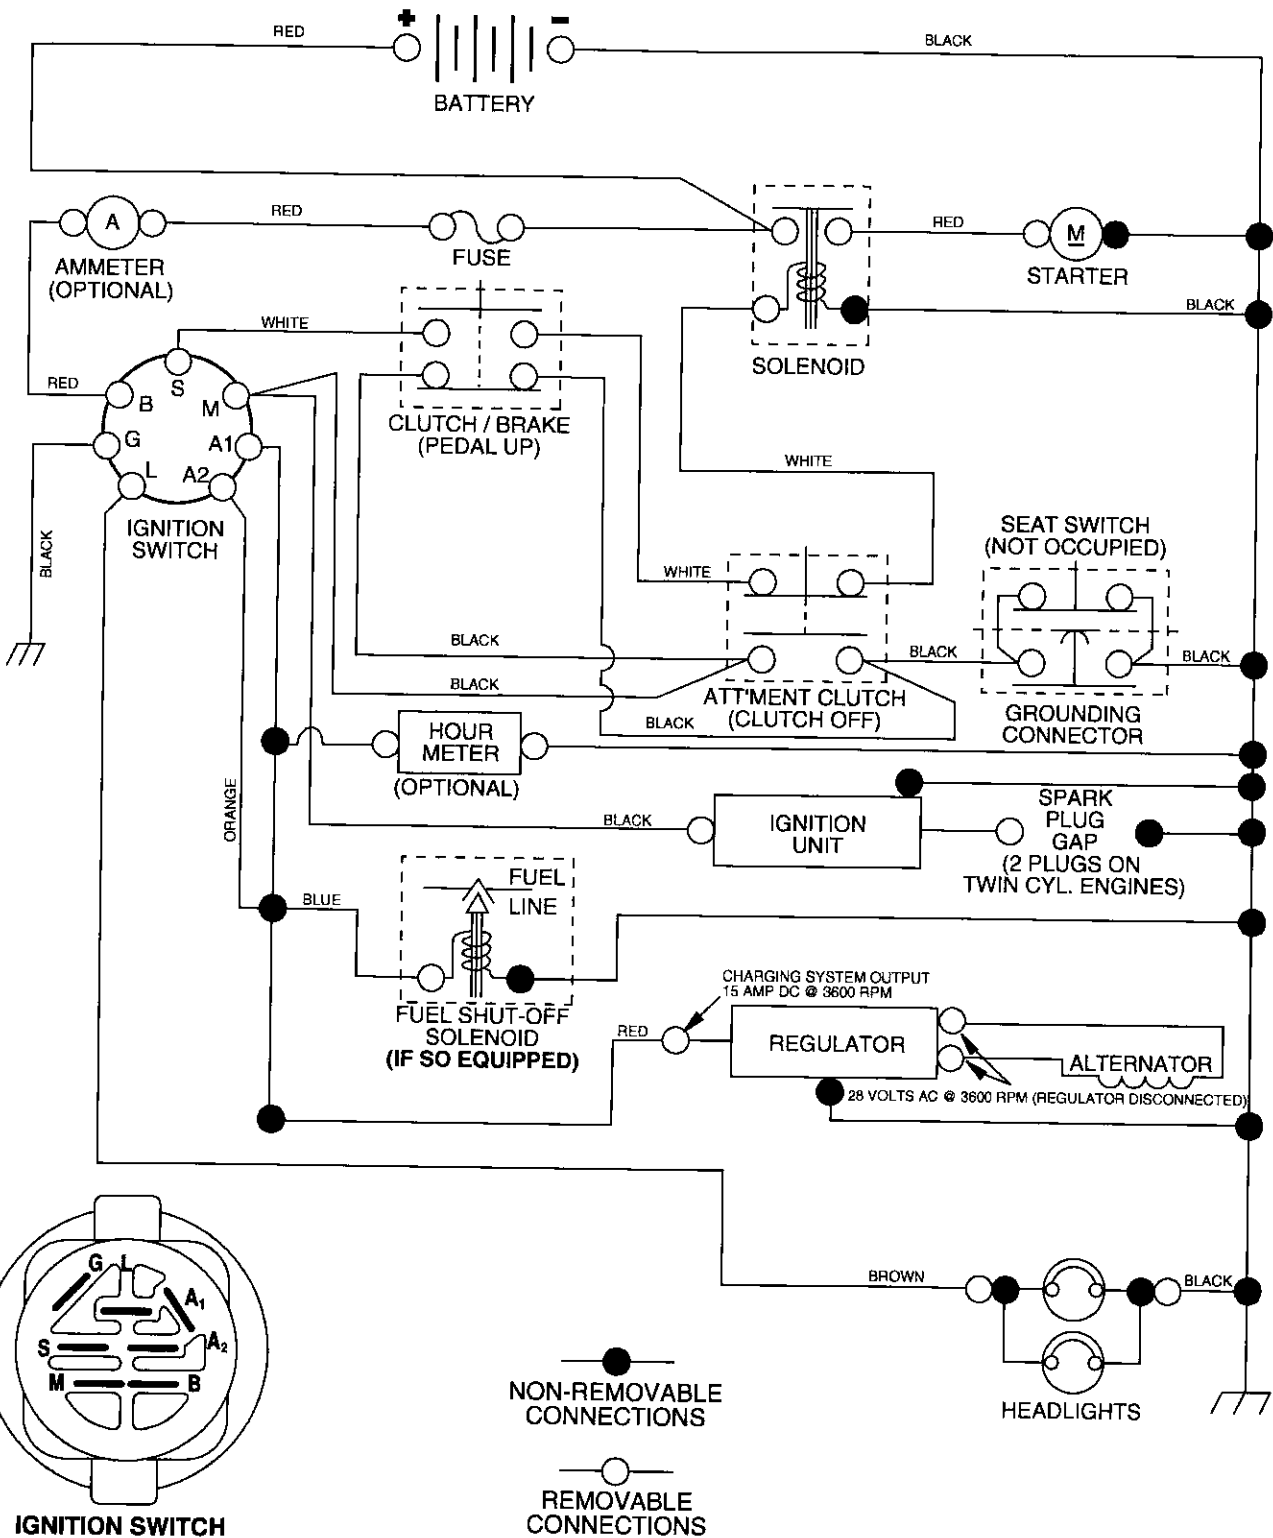 +
−
RED
BLACK
BATTERY
A
RED
FUSE
AMMETER
(OPTIONAL)
RED
M
STARTER
BLACK
SOLENOID
WHITE
CLUTCH / BRAKE
(PEDAL UP)
RED
S
B
M
G
A1
L
A2
IGNITION
SWITCH
BLACK
WHITE
WHITE
SEAT SWITCH
(NOT OCCUPIED)
BLACK
BLACK
BLACK
BLACK
BLACK
ATT'MENT CLUTCH
(CLUTCH OFF)
GROUNDING
CONNECTOR
HOUR
METER
(OPTIONAL)
ORANGE
BLACK
IGNITION
UNIT
SPARK
PLUG
GAP
(2 PLUGS ON
TWIN CYL. ENGINES)
BLUE
FUEL
LINE
FUEL SHUT-OFF
SOLENOID
(IF SO EQUIPPED)
CHARGING SYSTEM OUTPUT
15 AMP DC @ 3600 RPM
RED
REGULATOR
ALTERNATOR
28 VOLTS AC @ 3600 RPM (REGULATOR DISCONNECTED)
BROWN
BLACK
HEADLIGHTS
G
L
A1
S
A2
M
B
IGNITION SWITCH
NON-REMOVABLE
CONNECTIONS
REMOVABLE
CONNECTIONS